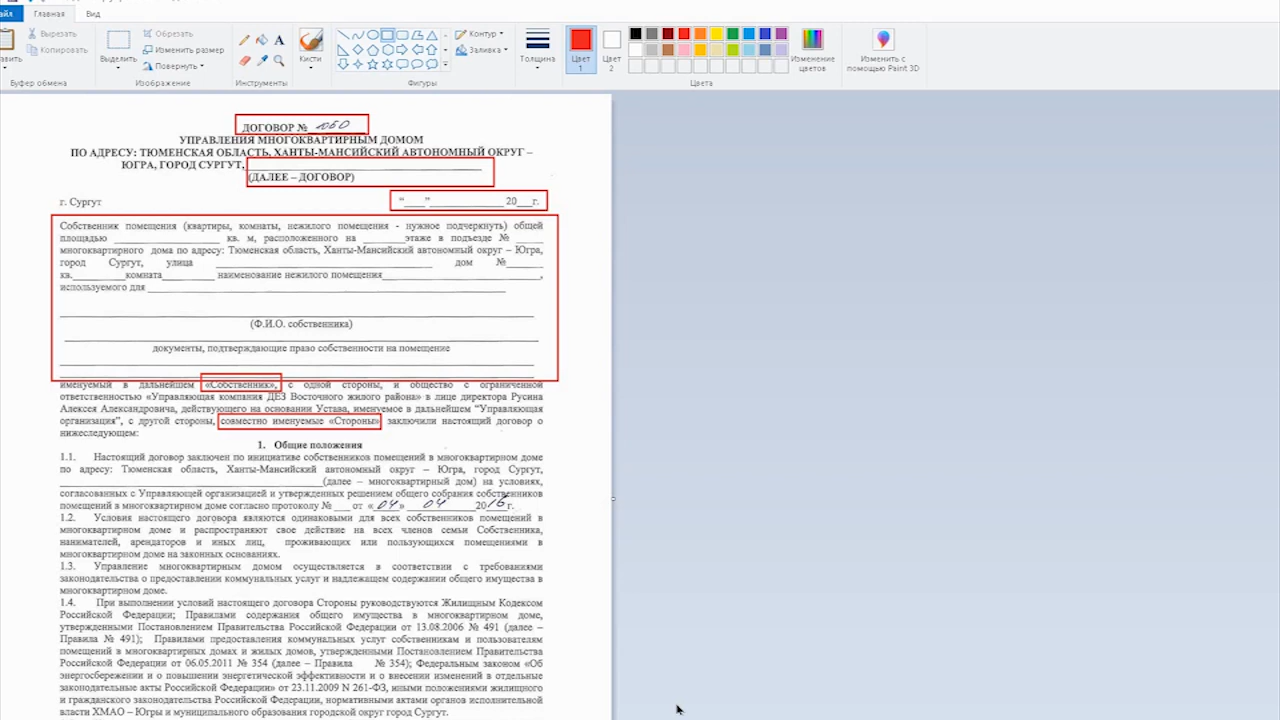 айл Главная Вид
Вырезать
Копировать
авить
Буфер обмена
Выделить
Обрезать
Изменить размер
Повернуть
Изображение
A
Инструменты
Кисти
Контур
Заливка
Фигуры
Толщина
Цвет 1
Цвет 2
Изменение цветов
Цвета
Изменить с помощью Paint 3D
ДОГОВОР № 060
УПРАВЛЕНИЯ МНОГОКВАРТИРНЫМ ДОМОМ
ПО АДРЕСУ: ТЮМЕНСКАЯ ОБЛАСТЬ, ХАНТЫ-МАНСИЙСКИЙ АВТОНОМНЫЙ ОКРУГ –
ЮГРА, ГОРОД СУРГУТ, ____________
(ДАЛЕЕ – ДОГОВОР)
г. Сургут “____”______________ 20___г.
Собственник помещения (квартиры, комнаты, нежилого помещения - нужное подчеркнуть) общей
площадью ____________ кв. м, расположенного на ________этаже в подъезде № ______
многоквартирного дома по адресу: Тюменская область, Ханты-Мансийский автономный округ – Югра,
город Сургут, улица ____________ дом №_______
кв.__________комната__________ наименование нежилого помещения____________,
используемого для ____________
(Ф.И.О. собственника)
документы, подтверждающие право собственности на помещение
именуемый в дальнейшем «Собственник», с одной стороны, и общество с ограниченной
ответственностью «Управляющая компания ДЕЗ Восточного жилого района» в лице директора Русина
Алексея Александровича, действующего на основании Устава, именуемое в дальнейшем “Управляющая
организация”, с другой стороны, совместно именуемые «Стороны» заключили настоящий договор о
нижеследующем:
1. Общие положения
1.1. Настоящий договор заключен по инициативе собственников помещений в многоквартирном доме
по адресу: Тюменская область, Ханты-Мансийский автономный округ – Югра, город Сургут,
____________(далее – многоквартирный дом) на условиях,
согласованных с Управляющей организацией и утвержденных решением общего собрания собственников
помещений в многоквартирном доме согласно протоколу № ___ от «04» 04 2016г.
1.2. Условия настоящего договора являются одинаковыми для всех собственников помещений в
многоквартирном доме и распространяют свое действие на всех членов семьи Собственника,
нанимателей, арендаторов и иных лиц, проживающих или пользующихся помещениями в
многоквартирном доме на законных основаниях.
1.3. Управление многоквартирным домом осуществляется в соответствии с требованиями
законодательства о предоставлении коммунальных услуг и надлежащем содержании общего имущества в
многоквартирном доме.
1.4. При выполнении условий настоящего договора Стороны руководствуются Жилищным Кодексом
Российской Федерации; Правилами содержания общего имущества в многоквартирном доме,
утвержденными Постановлением Правительства Российской Федерации от 13.08.2006 № 491 (далее –
Правила № 491); Правилами предоставления коммунальных услуг собственникам и пользователям
помещений в многоквартирных домах и жилых домов, утвержденными Постановлением Правительства
Российской Федерации от 06.05.2011 № 354 (далее – Правила № 354); Федеральным законом «Об
энергосбережении и о повышении энергетической эффективности и о внесении изменений в отдельные
законодательные акты Российской Федерации» от 23.11.2009 N 261-ФЗ, иными положениями жилищного
и гражданского законодательства Российской Федерации, нормативными актами органов исполнительной
власти ХМАО – Югры и муниципального образования городской округ город Сургут.